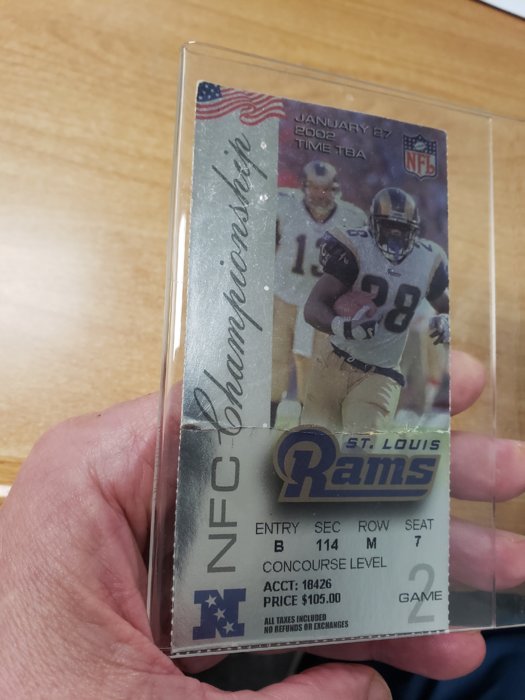 JANUARY 27
2002
TIME TBA
NFL
NFC Championship
13
28
ST. LOUIS
Rams
ENTRY SEC ROW SEAT
B 114 M 7
CONCOURSE LEVEL
ACCT: 18426
PRICE $105.00
GAME 2
ALL TAXES INCLUDED
NO REFUNDS OR EXCHANGES
N